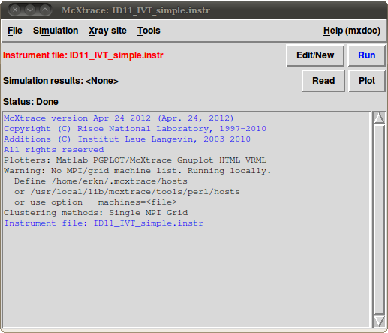 McXtrace: ID11_IVT_simple.instr
File Simulation Xray site Tools Help (mxdoc)
Instrument file: ID11_IVT_simple.instr Edit/New Run
Simulation results: <None> Read Plot
Status: Done
McXtrace version Apr 24 2012 (Apr. 24, 2012)
Copyright (C) Risoe National Laboratory, 1997-2010
Additions (C) Institut Laue Langevin, 2003-2010
All rights reserved
Plotters: Matlab PGPLOT/McXtrace Gnuplot HTML VRML
Warning: No MPI/grid machine list. Running locally.
Define /home/erkn/.mcxtrace/hosts
or /usr/local/lib/mcxtrace/tools/perl/hosts
or use option --machines=<file>
Clustering methods: Single MPI Grid
Instrument file: ID11_IVT_simple.instr